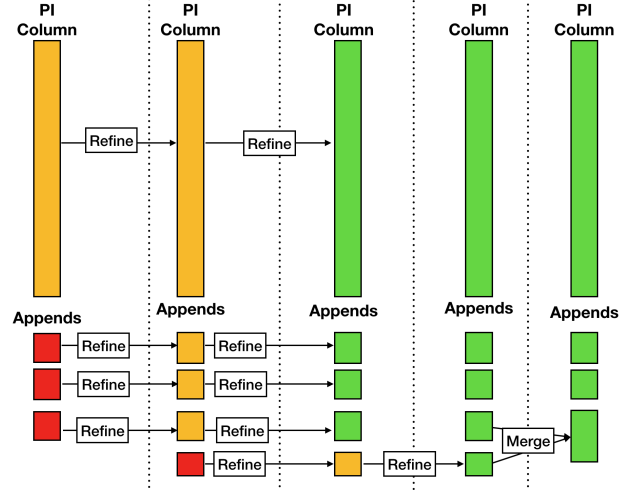 PI
Column
PI
Column
PI
Column
PI
Column
PI
Column
Refine
Refine
Appends
Appends
Appends
Appends
Appends
Refine
Refine
Refine
Refine
Refine
Refine
Merge
Refine
Refine